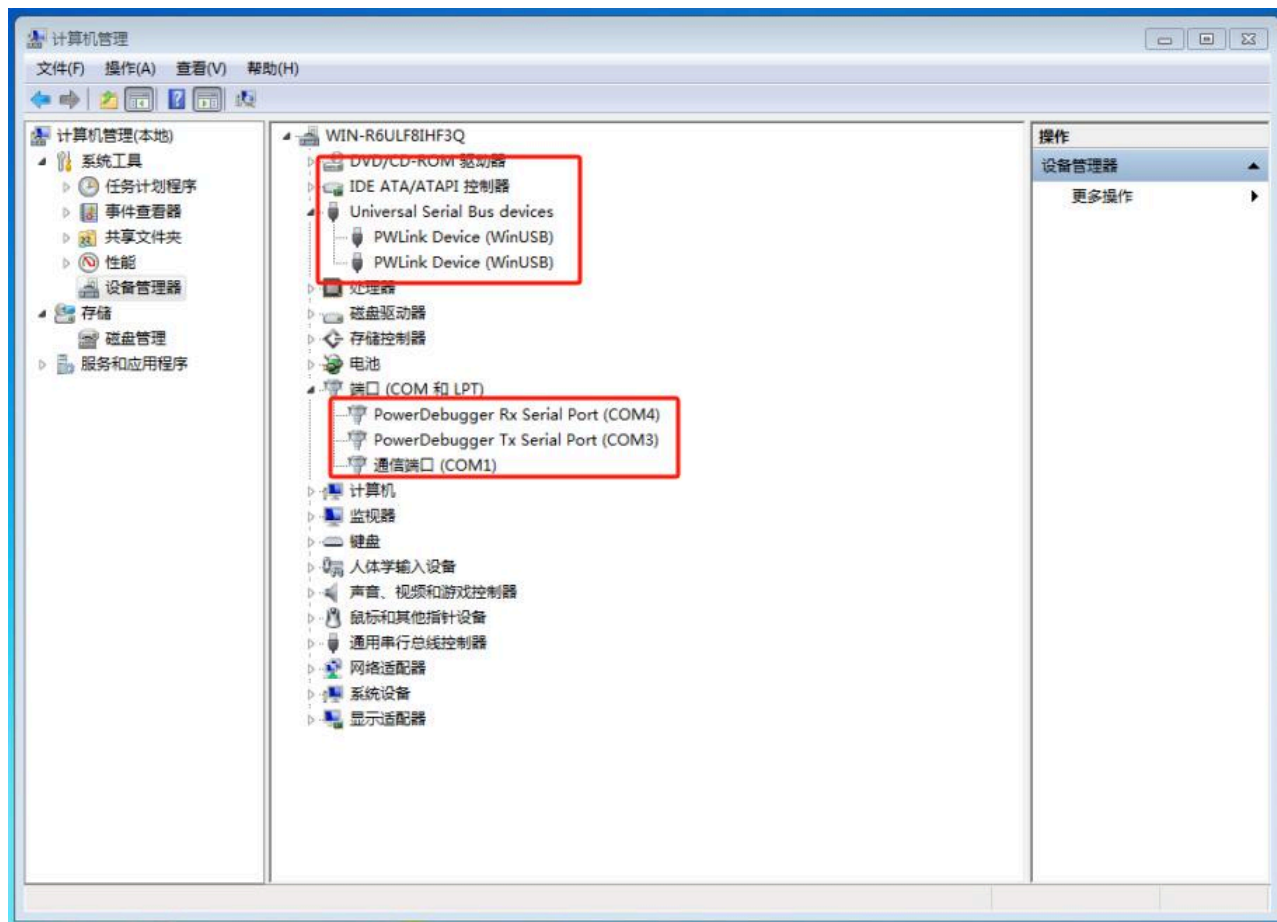 计算机管理
文件(F) 操作(A) 查看(V) 帮助(H)
计算机管理(本地)
系统工具
任务计划程序
事件查看器
共享文件夹
性能
设备管理器
存储
磁盘管理
服务和应用程序
WIN-R6ULF8IHF3Q
DVD/CD-ROM 驱动器
IDE ATA/ATAPI 控制器
Universal Serial Bus devices
PWLink Device (WinUSB)
PWLink Device (WinUSB)
处理器
磁盘驱动器
存储控制器
电池
端口 (COM 和 LPT)
PowerDebugger Rx Serial Port (COM4)
PowerDebugger Tx Serial Port (COM3)
通信端口 (COM1)
计算机
监视器
键盘
人体学输入设备
声音、视频和游戏控制器
鼠标和其他指针设备
通用串行总线控制器
网络适配器
系统设备
显示适配器
操作
设备管理器
更多操作